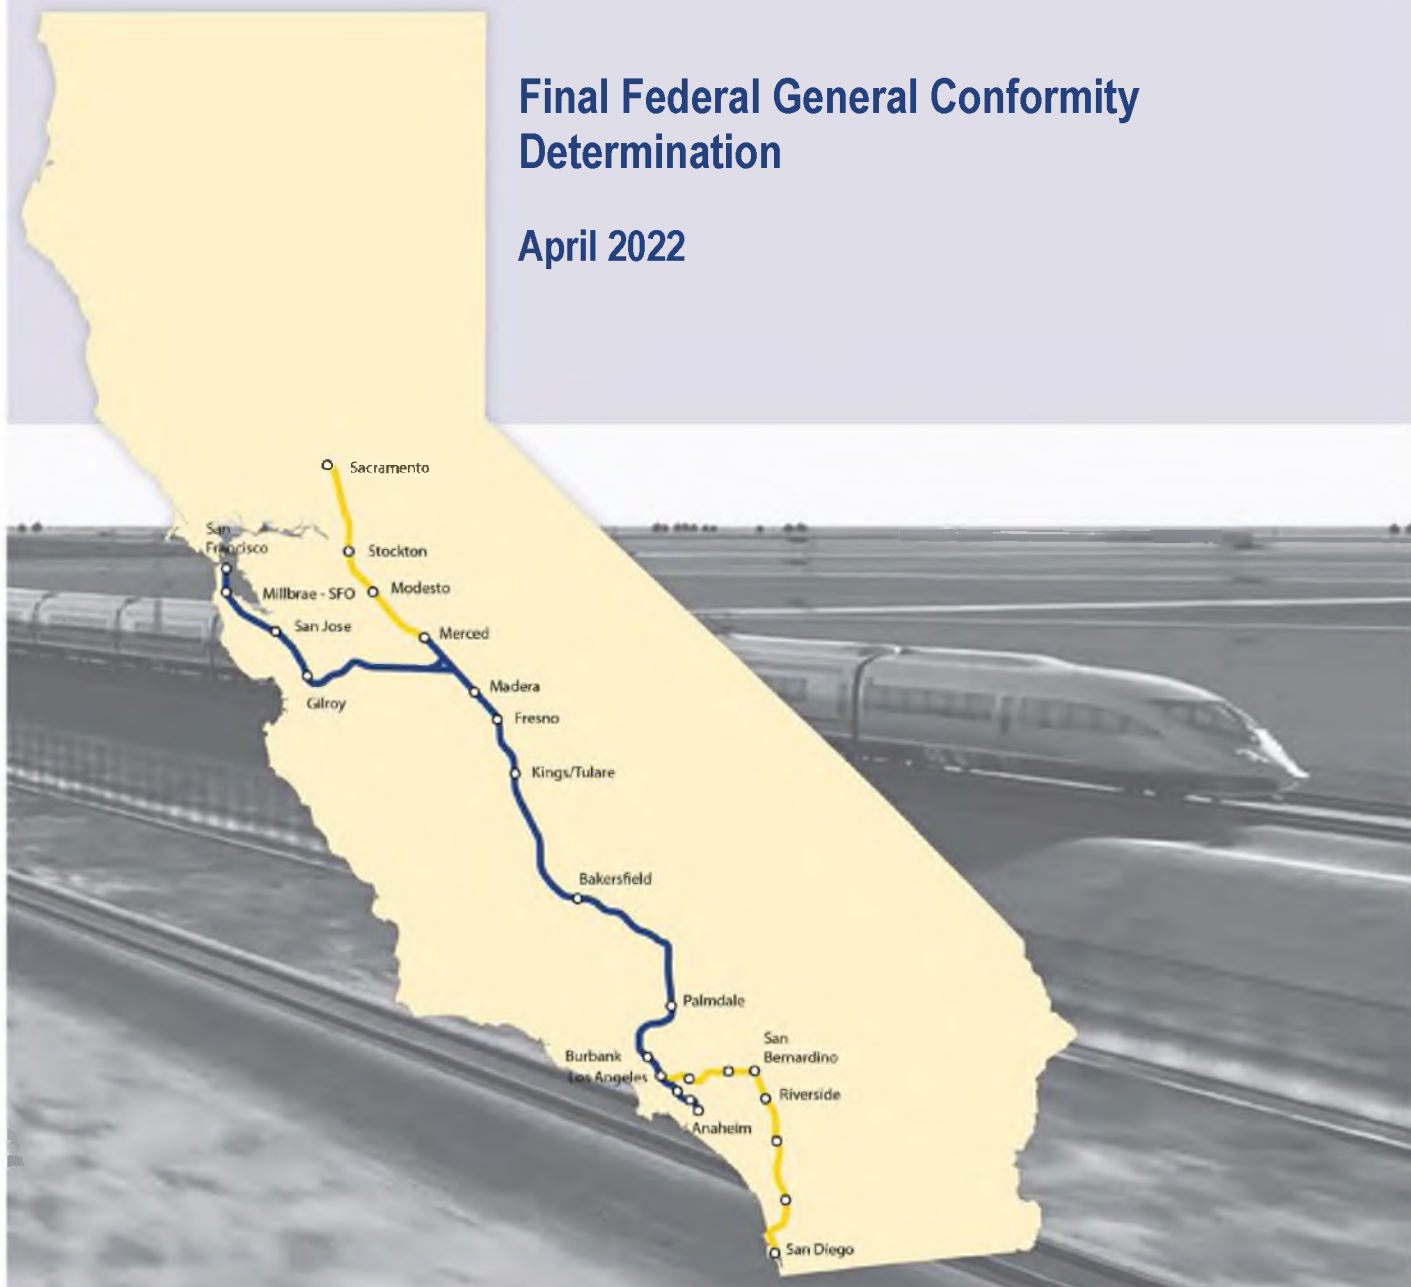 Final Federal General Conformity
Determination
April 2022
Sacramento
San
Francisco
Stockton
Millbrae - SFO
Modesto
San Jose
Merced
Gilroy
Madera
Fresno
Kings/Tulare
Bakersfield
Palmdale
San
Bernardino
Burbank
Los Angeles
Riverside
Anaheim
San Diego